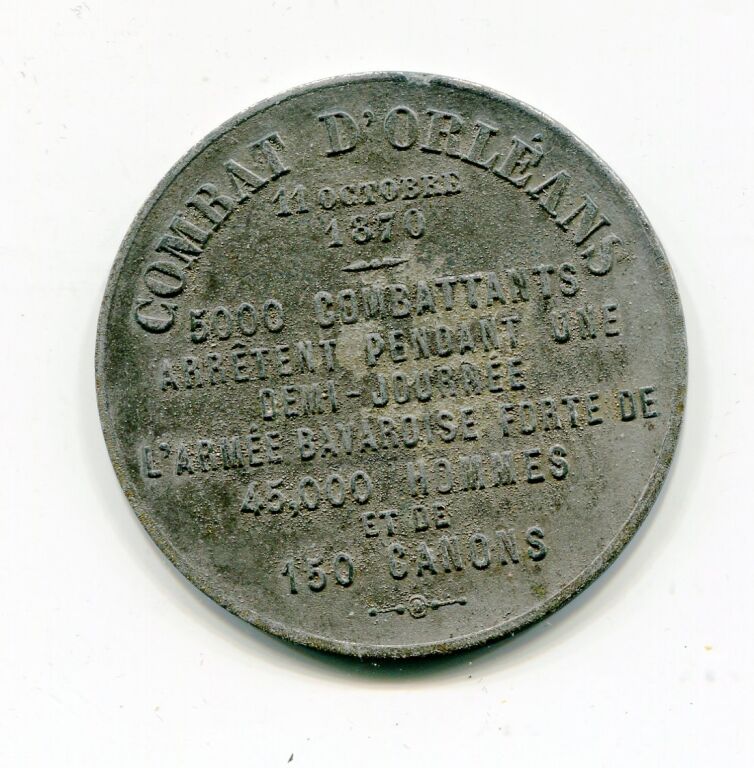 COMBAT D'ORLÉANS
11 OCTOBRE
1870
5000 COMBATTANTS
ARRÊTENT PENDANT UNE
DEMI-JOURNÉE
L'ARMÉE BAVAROISE FORTE DE
45,000 HOMMES
ET DE
150 CANONS